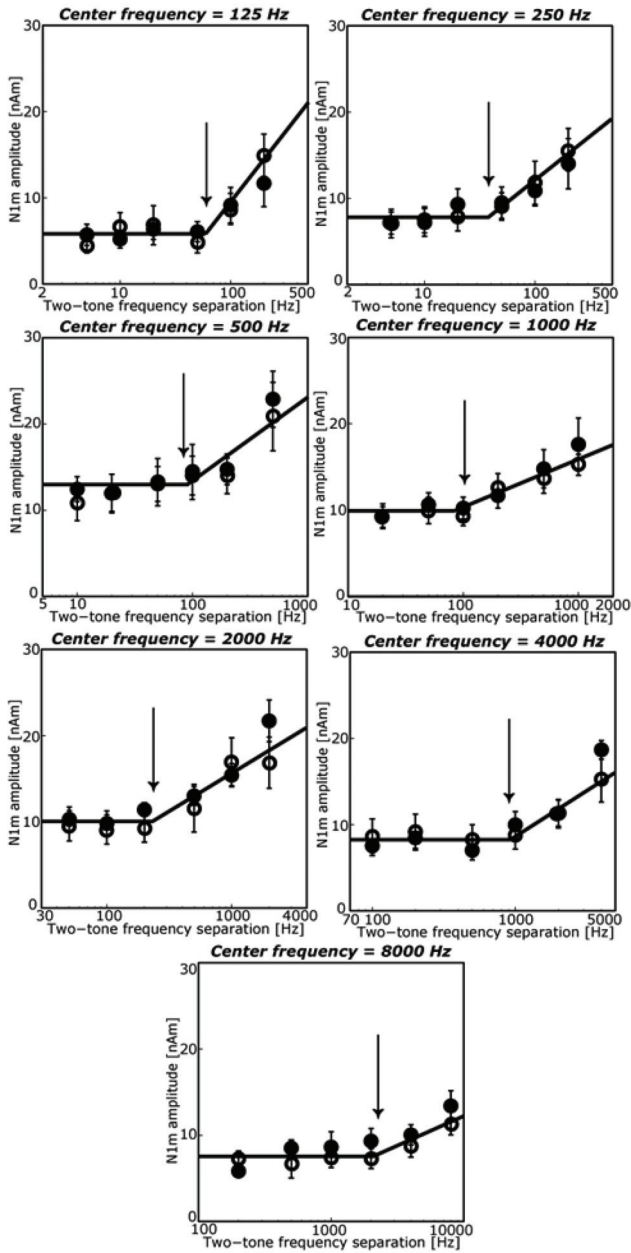 Center frequency = 125 Hz
30
20
10
0
N1m amplitude [nAm]
2 10 100 500
Two-tone frequency separation [Hz]
Center frequency = 250 Hz
30
20
10
0
N1m amplitude [nAm]
2 10 100 500
Two-tone frequency separation [Hz]
Center frequency = 500 Hz
30
20
10
0
N1m amplitude [nAm]
5 10 100 1000
Two-tone frequency separation [Hz]
Center frequency = 1000 Hz
30
20
10
0
N1m amplitude [nAm]
10 100 1000 2000
Two-tone frequency separation [Hz]
Center frequency = 2000 Hz
30
20
10
0
N1m amplitude [nAm]
30 100 1000 4000
Two-tone frequency separation [Hz]
Center frequency = 4000 Hz
30
20
10
0
N1m amplitude [nAm]
70 100 1000 5000
Two-tone frequency separation [Hz]
Center frequency = 8000 Hz
30
20
10
0
N1m amplitude [nAm]
100 1000 10000
Two-tone frequency separation [Hz]